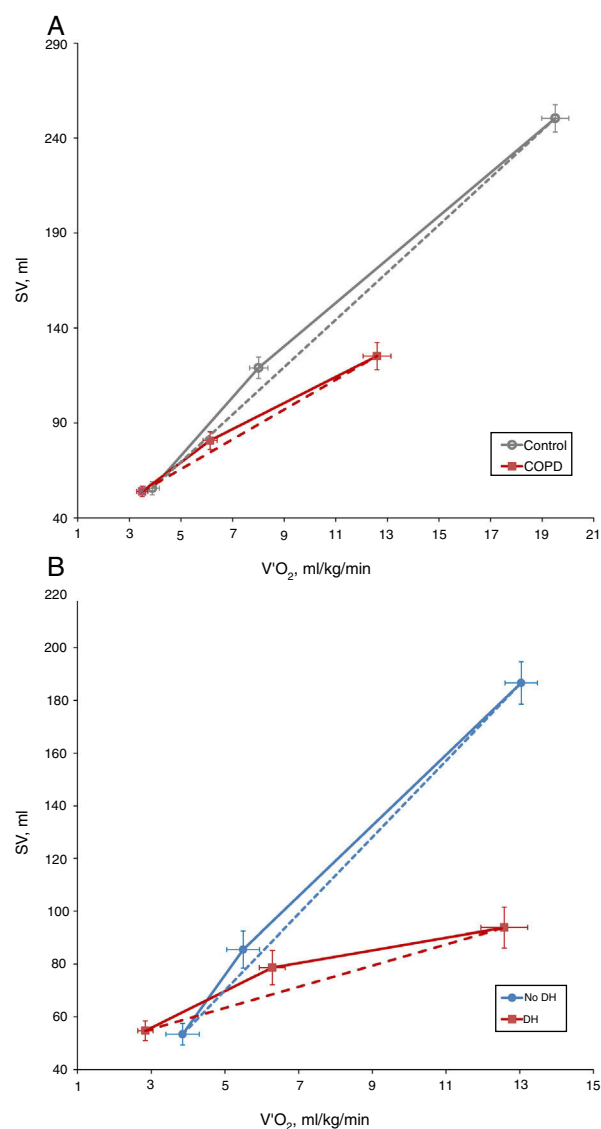 A
290
240
190
140
90
40
SV, ml
1 3 5 7 9 11 13 15 17 19 21
V'O₂, ml/kg/min
Control
COPD
B
220
200
180
160
140
120
100
80
60
40
SV, ml
1 3 5 7 9 11 13 15
V'O₂, ml/kg/min
No DH
DH